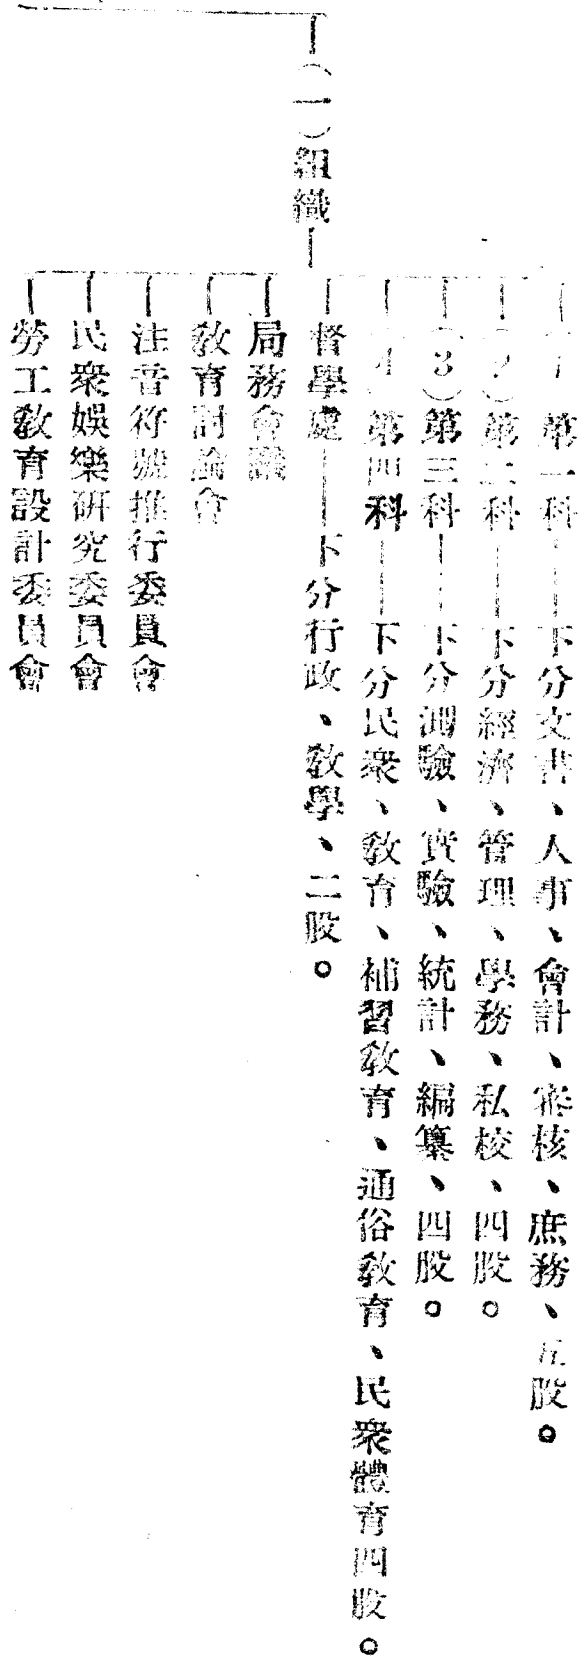 （一）組織
（1）第一科——下分文書、人事、會計、審核、庶務、五股。
（2）第二科——下分經濟、管理、學務、私校、四股。
（3）第三科——下分測驗、實驗、統計、編纂、四股。
（4）第四科——下分民衆、教育、補習教育、通俗教育、民衆體育四股。
督學處——下分行政、教學、二股。
局務會議
教育討論會
注音符號推行委員會
民衆娛樂研究委員會
勞工教育設計委員會